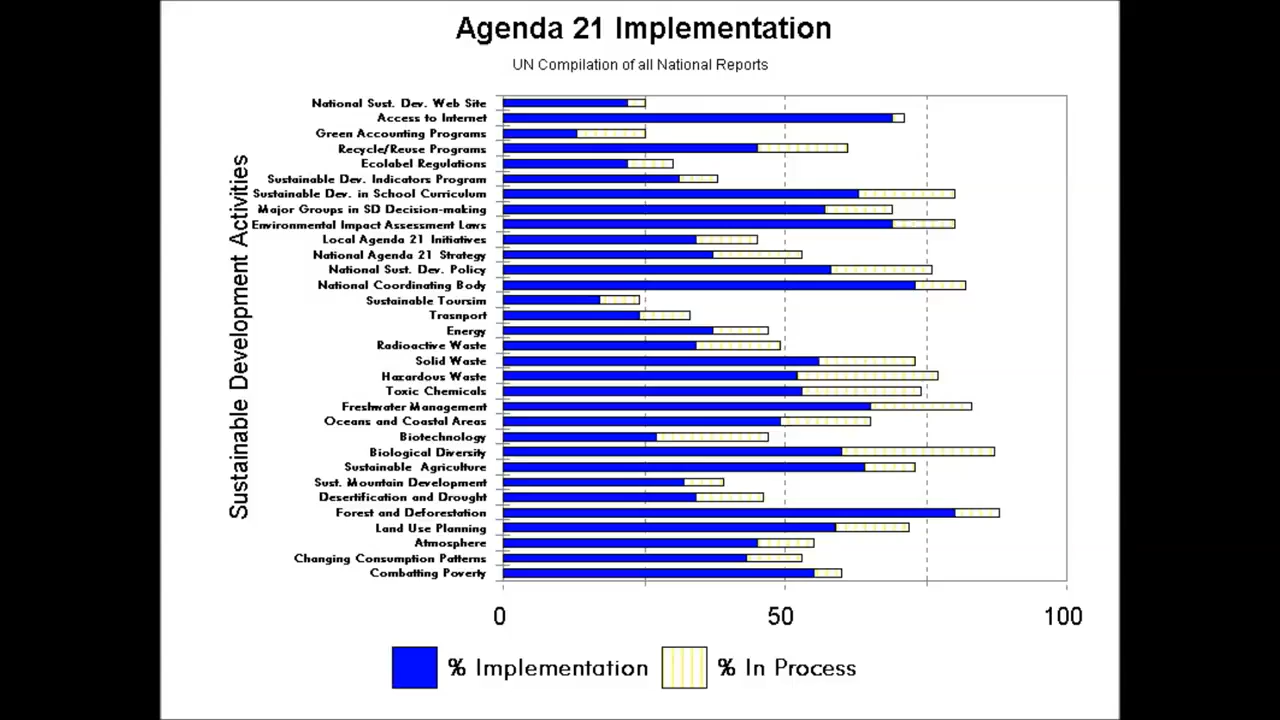 Agenda 21 Implementation
UN Compilation of all National Reports
Sustainable Development Activities
National Sust. Dev. Web Site
Access to Internet
Green Accounting Programs
Recycle/Reuse Programs
Ecolabel Regulations
Sustainable Dev. Indicators Program
Sustainable Dev. in School Curriculum
Major Groups in SD Decision-making
Environmental Impact Assessment Laws
Local Agenda 21 Initiatives
National Agenda 21 Strategy
National Sust. Dev. Policy
National Coordinating Body
Sustainable Toursim
Trasnport
Energy
Radioactive Waste
Solid Waste
Hazardous Waste
Toxic Chemicals
Freshwater Management
Oceans and Coastal Areas
Biotechnology
Biological Diversity
Sustainable Agriculture
Sust. Mountain Development
Desertification and Drought
Forest and Deforestation
Land Use Planning
Atmosphere
Changing Consumption Patterns
Combatting Poverty
0 50 100
% Implementation % In Process